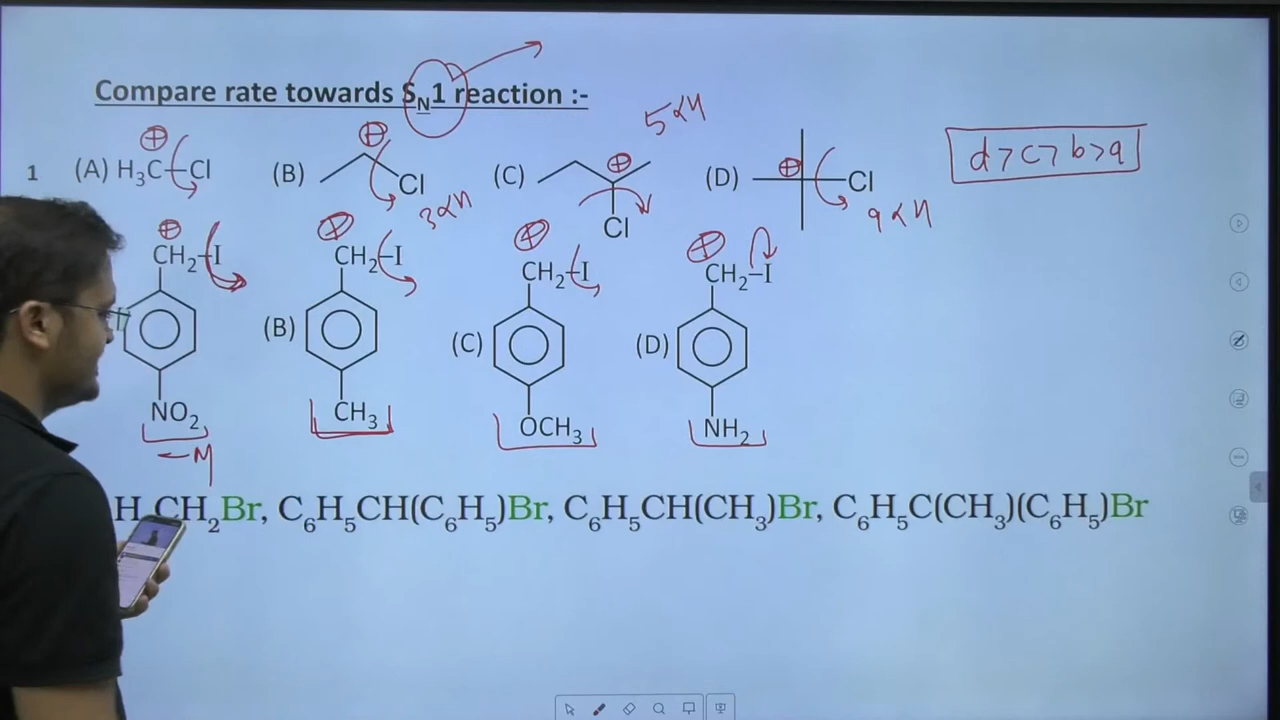 Compare rate towards SN1 reaction :-
1 (A) H3C–Cl (B) Cl (C) Cl (D) Cl
⊕ ⊕ ⊕ ⊕
3αH 5αH 9αH
d > c > b > a
CH2–I CH2–I CH2–I CH2–I
⊕ ⊕ ⊕ ⊕
(B) (C) (D)
NO2 CH3 OCH3 NH2
–M
H CH2Br, C6H5CH(C6H5)Br, C6H5CH(CH3)Br, C6H5C(CH3)(C6H5)Br